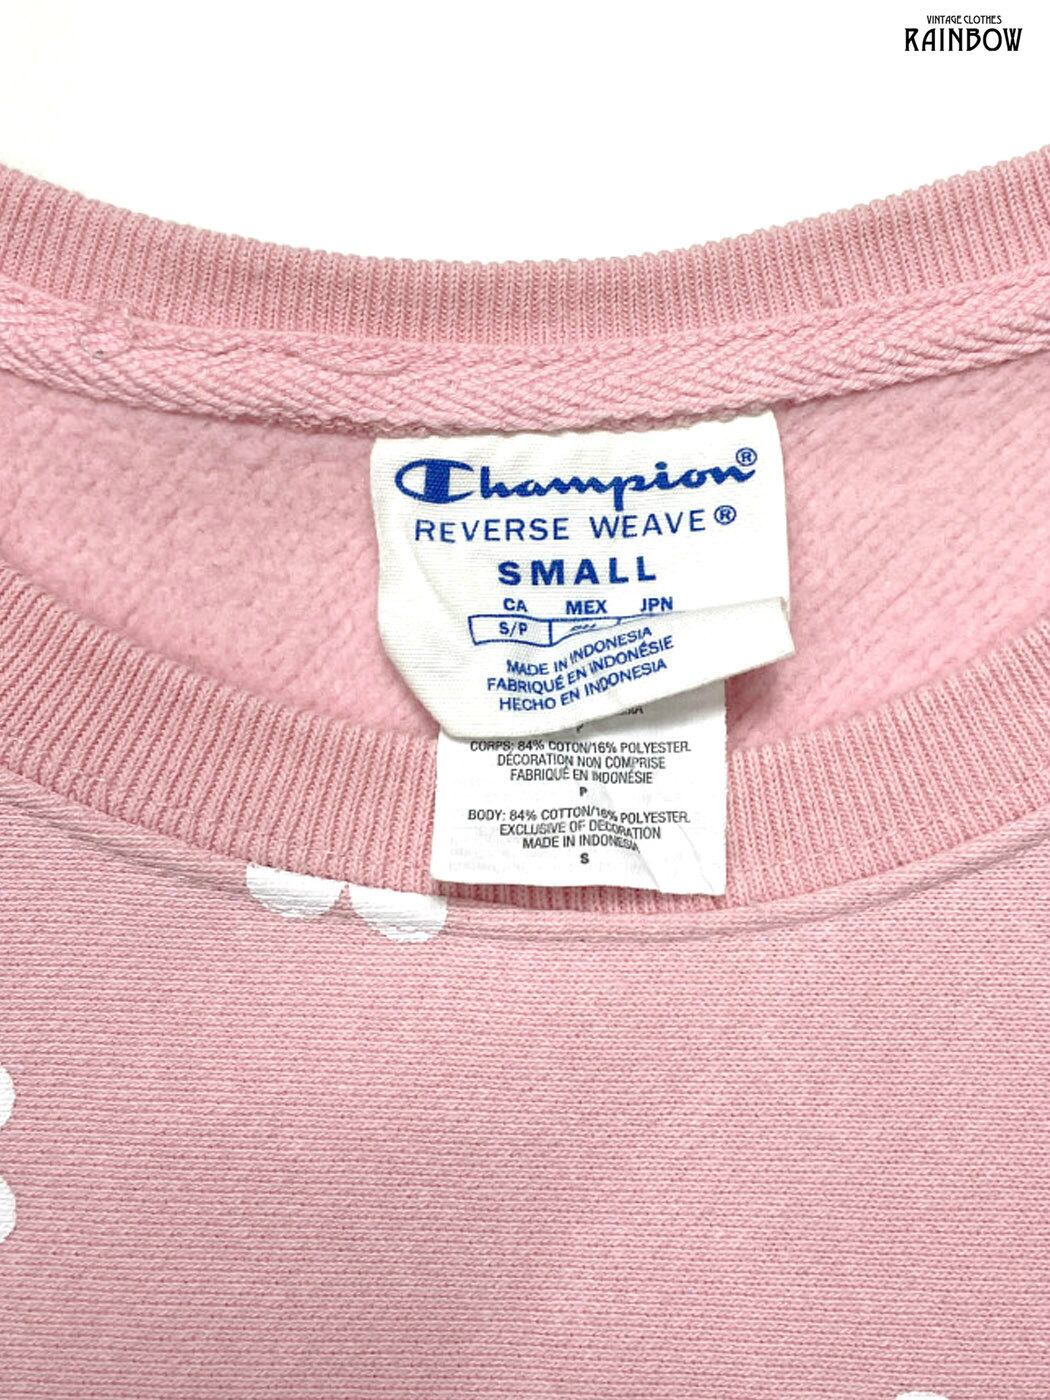 VINTAGE CLOTHES
RAINBOW
Champion®
REVERSE WEAVE®
SMALL
CA MEX JPN
S/P
MADE IN INDONESIA
FABRIQUÉ EN INDONÉSIE
HECHO EN INDONESIA
CORPS: 84% COTON/16% POLYESTER.
DÉCORATION NON COMPRISE
FABRIQUÉ EN INDONÉSIE
P
BODY: 84% COTTON/16% POLYESTER.
EXCLUSIVE OF DECORATION
MADE IN INDONESIA
S